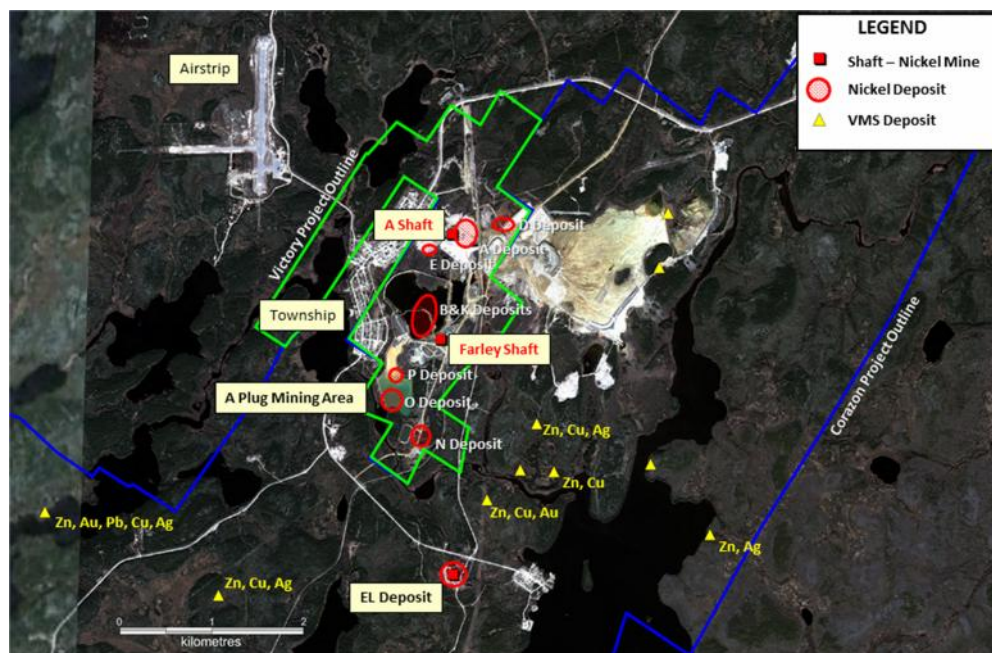 LEGEND
Shaft – Nickel Mine
Nickel Deposit
VMS Deposit
Airstrip
Victory Project Outline
A Shaft
D Deposit
A Deposit
E Deposit
Township
B&K Deposits
Farley Shaft
P Deposit
A Plug Mining Area
O Deposit
N Deposit
Corazon Project Outline
Zn, Cu, Ag
Zn, Cu
Zn, Cu, Au
Zn, Au, Pb, Cu, Ag
Zn, Ag
EL Deposit
Zn, Cu, Ag
0 1 2
kilometres